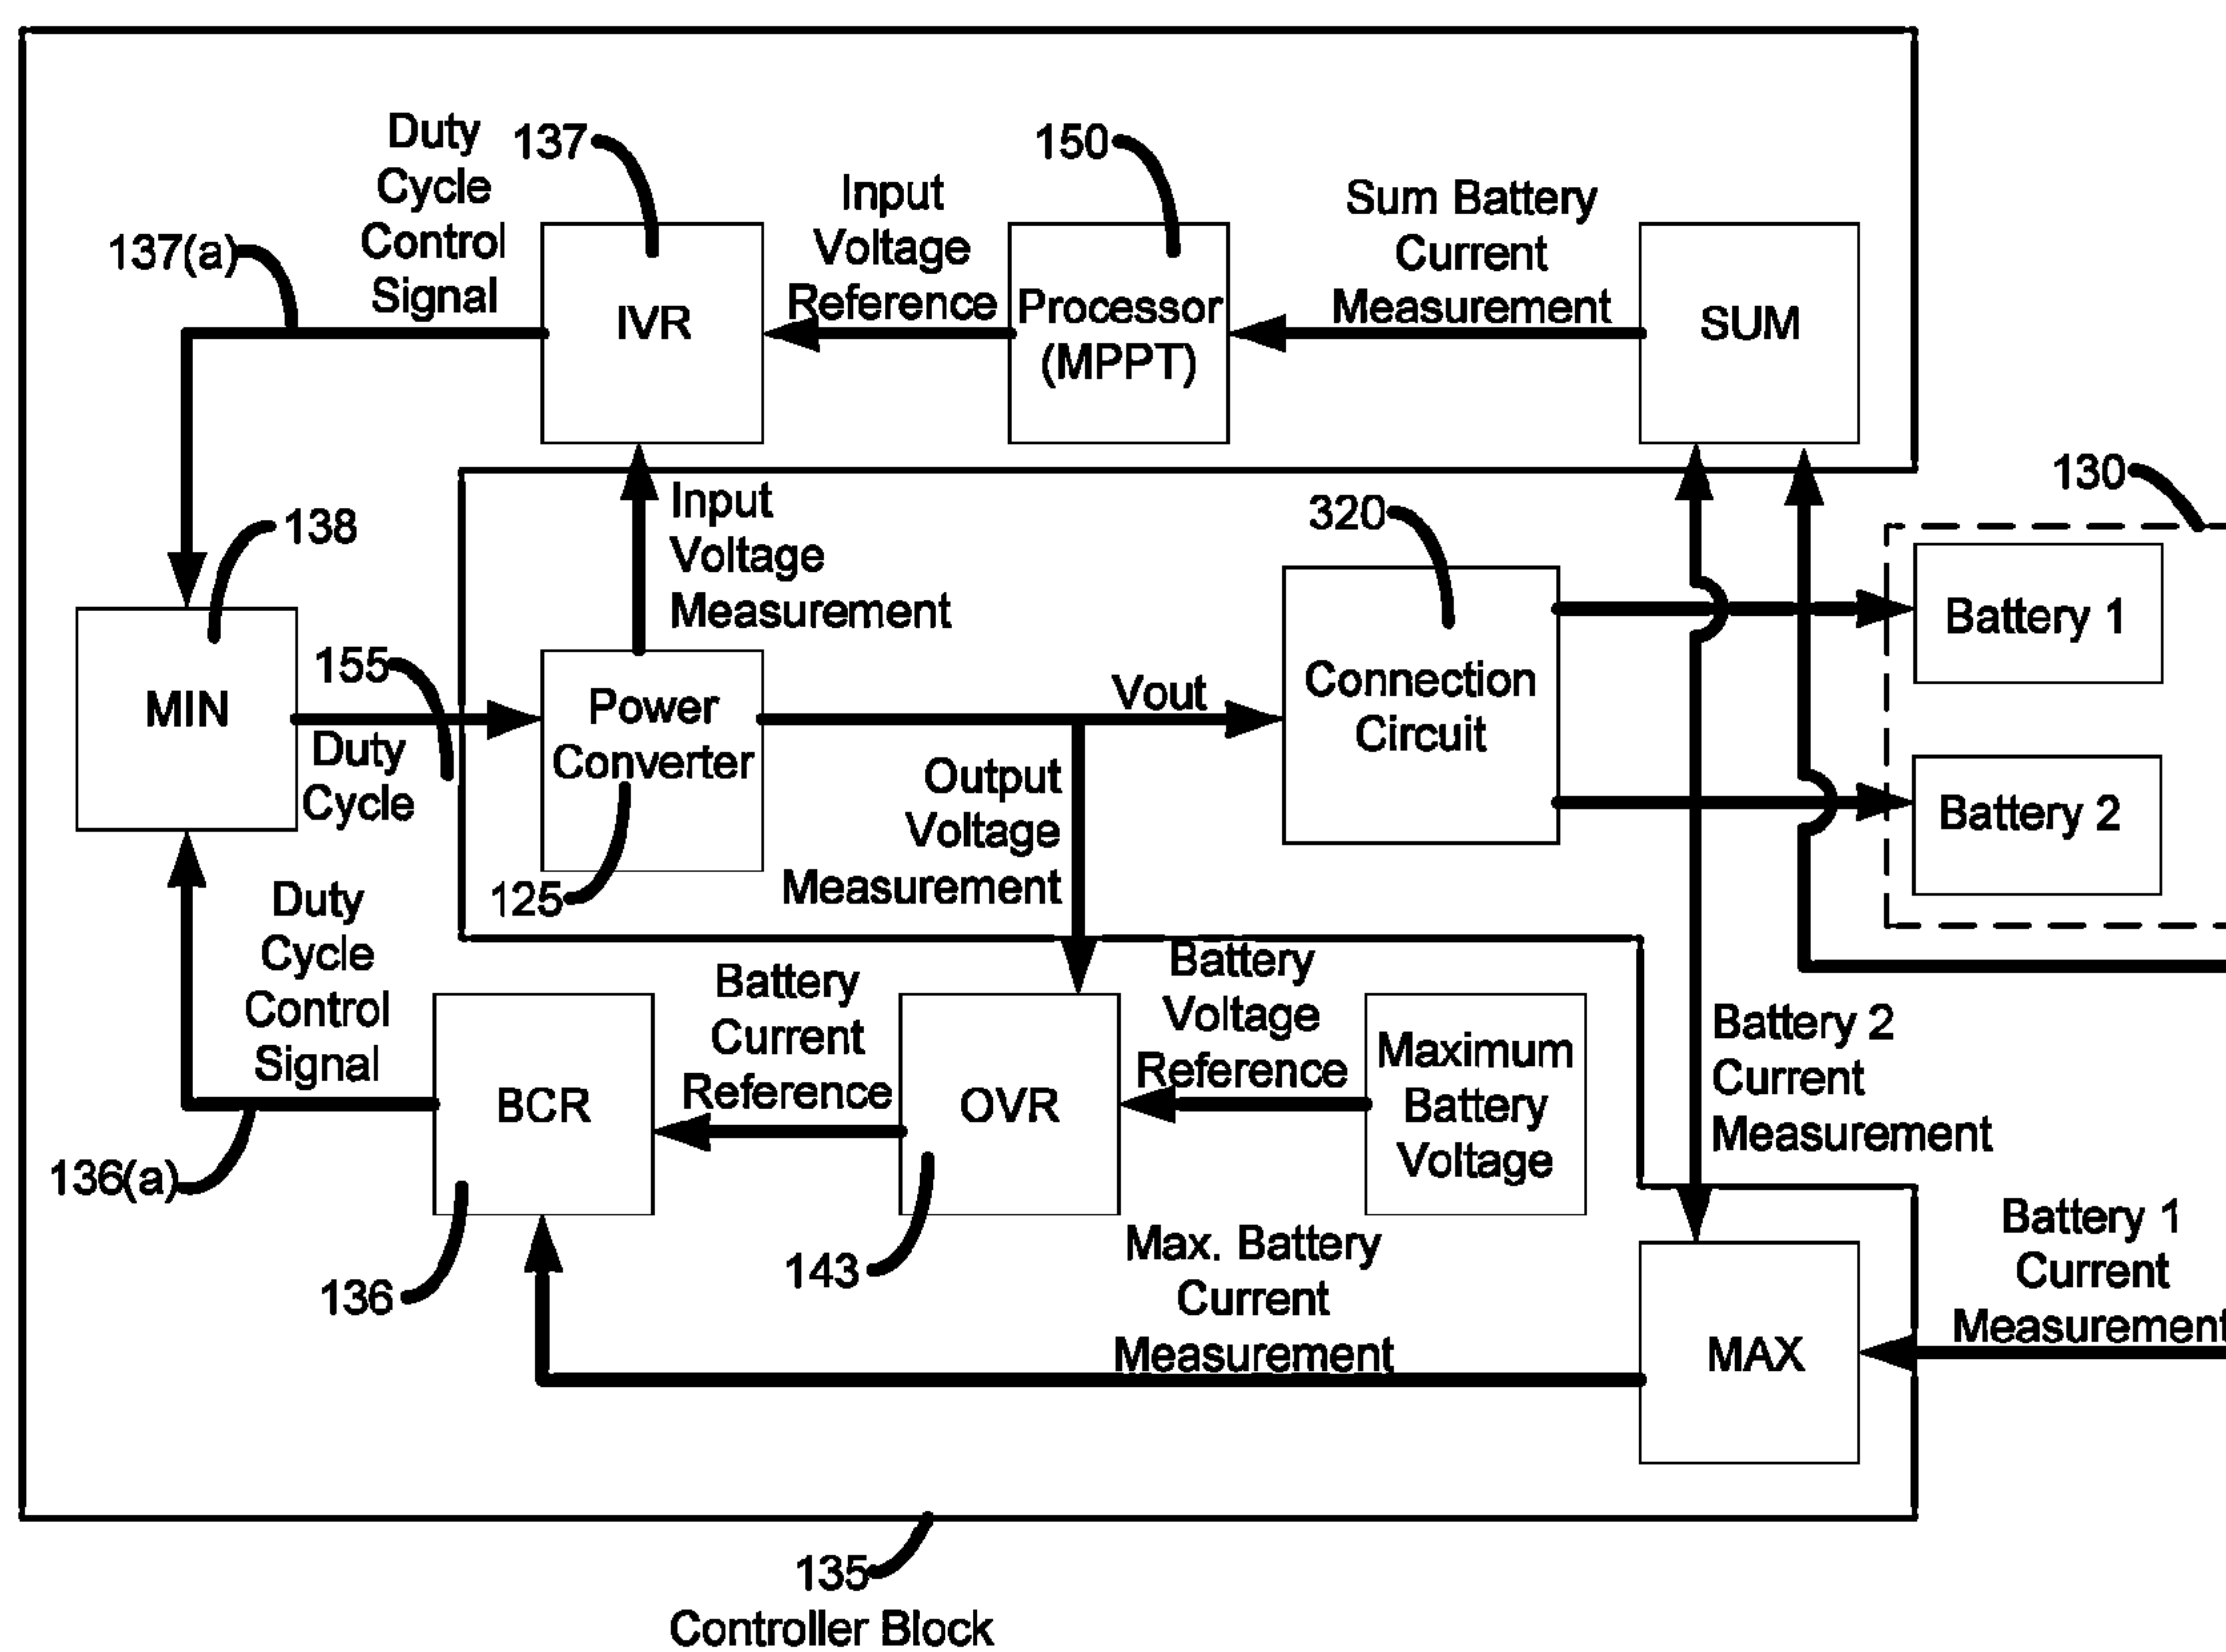 Duty
Cycle
Control
Signal
137
137(a)
IVR
Input
Voltage
Reference
150
Processor
(MPPT)
Sum Battery
Current
Measurement
SUM
138
MIN
155
Duty
Cycle
Input
Voltage
Measurement
Power
Converter
125
Vout
Output
Voltage
Measurement
320
Connection
Circuit
130
Battery 1
Battery 2
Duty
Cycle
Control
Signal
136(a)
BCR
136
Battery
Current
Reference
OVR
143
Battery
Voltage
Reference
Maximum
Battery
Voltage
Battery 2
Current
Measurement
Max. Battery
Current
Measurement
MAX
Battery 1
Current
Measurement
135
Controller Block